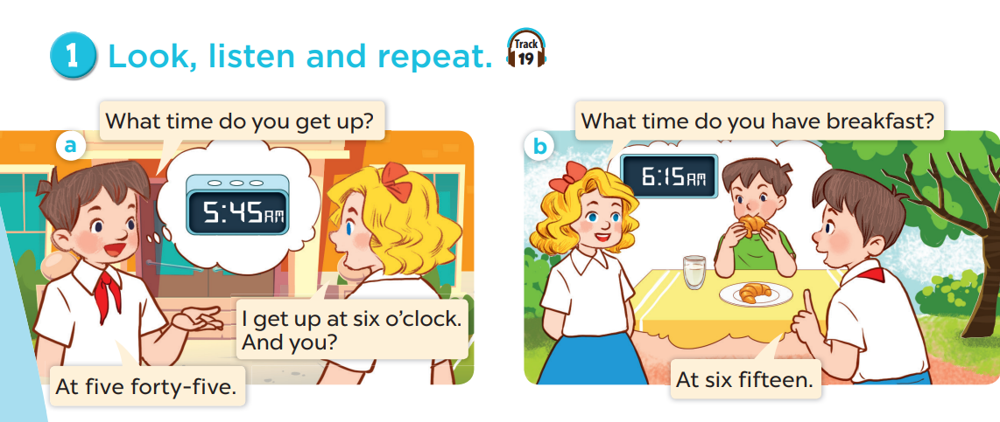 1 Look, listen and repeat.
Track
19
a
What time do you get up?
5:45AM
I get up at six o'clock.
And you?
At five forty-five.
b
What time do you have breakfast?
6:15AM
At six fifteen.